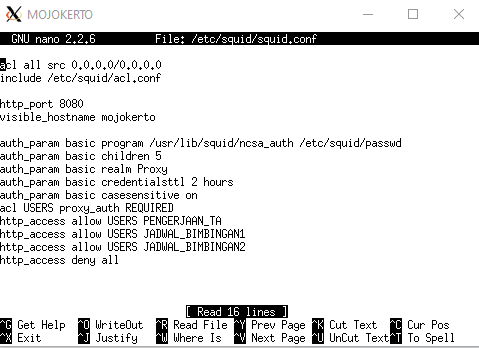 MOJOKERTO
GNU nano 2.2.6 File: /etc/squid/squid.conf
acl all src 0.0.0.0/0.0.0.0
include /etc/squid/acl.conf
http_port 8080
visible_hostname mojokerto
auth_param basic program /usr/lib/squid/ncsa_auth /etc/squid/passwd
auth_param basic children 5
auth_param basic realm Proxy
auth_param basic credentialsttl 2 hours
auth_param basic casesensitive on
acl USERS proxy_auth REQUIRED
http_access allow USERS PENGERJAAN_TA
http_access allow USERS JADWAL_BIMBINGAN1
http_access allow USERS JADWAL_BIMBINGAN2
http_access deny all
[ Read 16 lines ]
^G Get Help ^O WriteOut ^R Read File ^Y Prev Page ^K Cut Text ^C Cur Pos
^X Exit ^J Justify ^W Where Is ^V Next Page ^U UnCut Text ^T To Spell